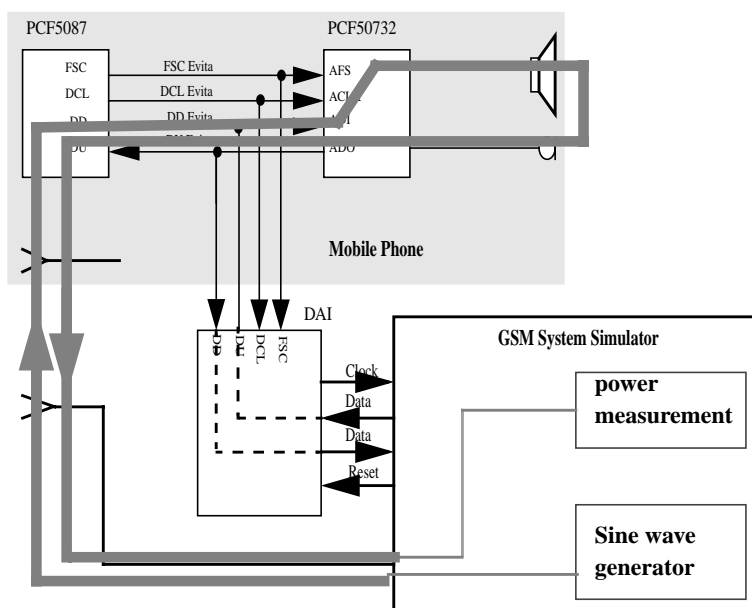 PCF5087
PCF50732
FSC
FSC Evita
AFS
DCL
DCL Evita
DD Evita
DU
ADO
Mobile Phone
DAI
DD
DU
DCL
FSC
GSM System Simulator
Clock
Data
Data
Reset
power
measurement
Sine wave
generator